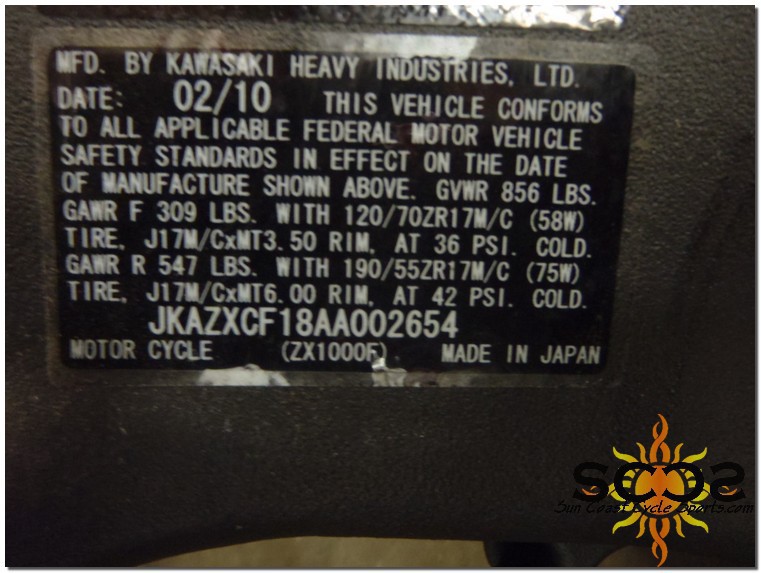 MFD. BY KAWASAKI HEAVY INDUSTRIES, LTD.
DATE: 02/10 THIS VEHICLE CONFORMS
TO ALL APPLICABLE FEDERAL MOTOR VEHICLE
SAFETY STANDARDS IN EFFECT ON THE DATE
OF MANUFACTURE SHOWN ABOVE. GVWR 856 LBS.
GAWR F 309 LBS. WITH 120/70ZR17M/C (58W)
TIRE, J17M/CxMT3.50 RIM, AT 36 PSI. COLD.
GAWR R 547 LBS. WITH 190/55ZR17M/C (75W)
TIRE, J17M/CxMT6.00 RIM, AT 42 PSI. COLD.
JKAZXCF18AA002654
MOTOR CYCLE (ZX1000F) MADE IN JAPAN
SCCS
Sun Coast Cycle Sports.com